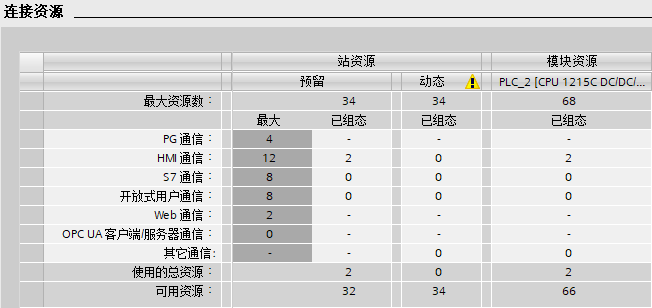 连接资源
站资源 模块资源
预留 动态 PLC_2 [CPU 1215C DC/DC/...
最大资源数： 34 34 68
最大 已组态 已组态 已组态
PG 通信： 4 - - -
HMI 通信： 12 2 0 2
S7 通信： 8 0 0 0
开放式用户通信： 8 0 0 0
Web 通信： 2 - - -
OPC UA 客户端/服务器通信： 0 - - -
其它通信: - - 0 0
使用的总资源： 2 0 2
可用资源： 32 34 66